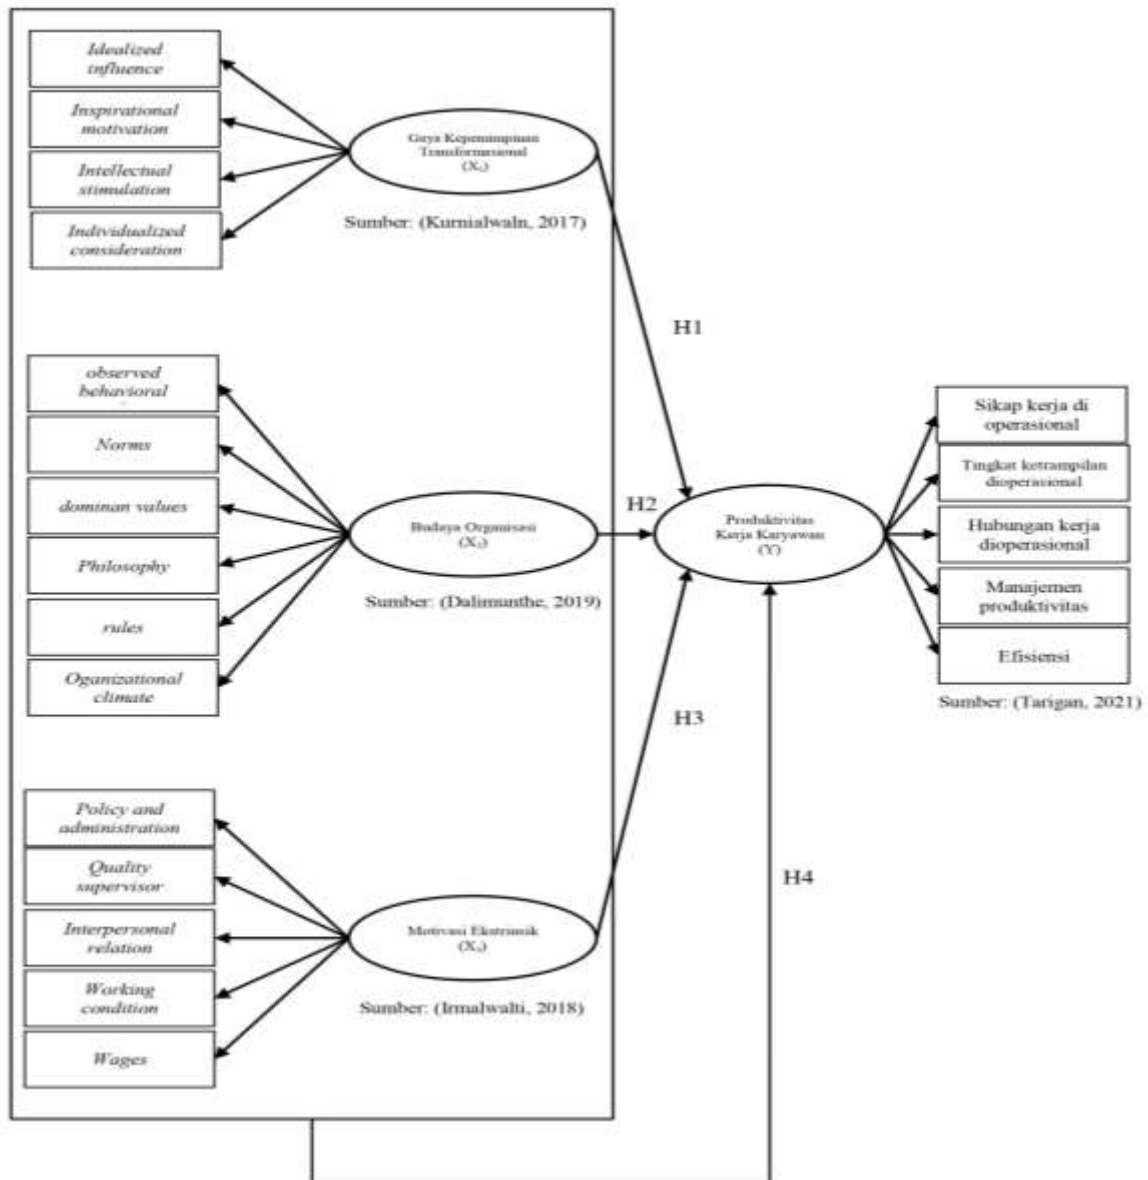 Idealized
influence
Inspirational
motivation
Intellectual
stimulation
Individualized
consideration
Gaya Kepemimpinan
Transformasional
Sumber: (Kurnialwaln, 2017)
H1
observed
behavioral
Norms
dominan values
Philosophy
rules
Oganizational
climate
Budaya Organisasi
Sumber: (Dalimunthe, 2019)
H2
Produktivitas
Kerja Karyawan
(Y)
Sikap kerja di
operasional
Tingkat ketrampilan
dioperasional
Hubungan kerja
dioperasional
Manajemen
produktivitas
Efisiensi
Sumber: (Tarigan, 2021)
H3
Policy and
administration
Quality
supervisor
Interpersonal
relation
Working
condition
Wages
Motivasi Ekstrinsik
Sumber: (Irmalwalti, 2018)
H4